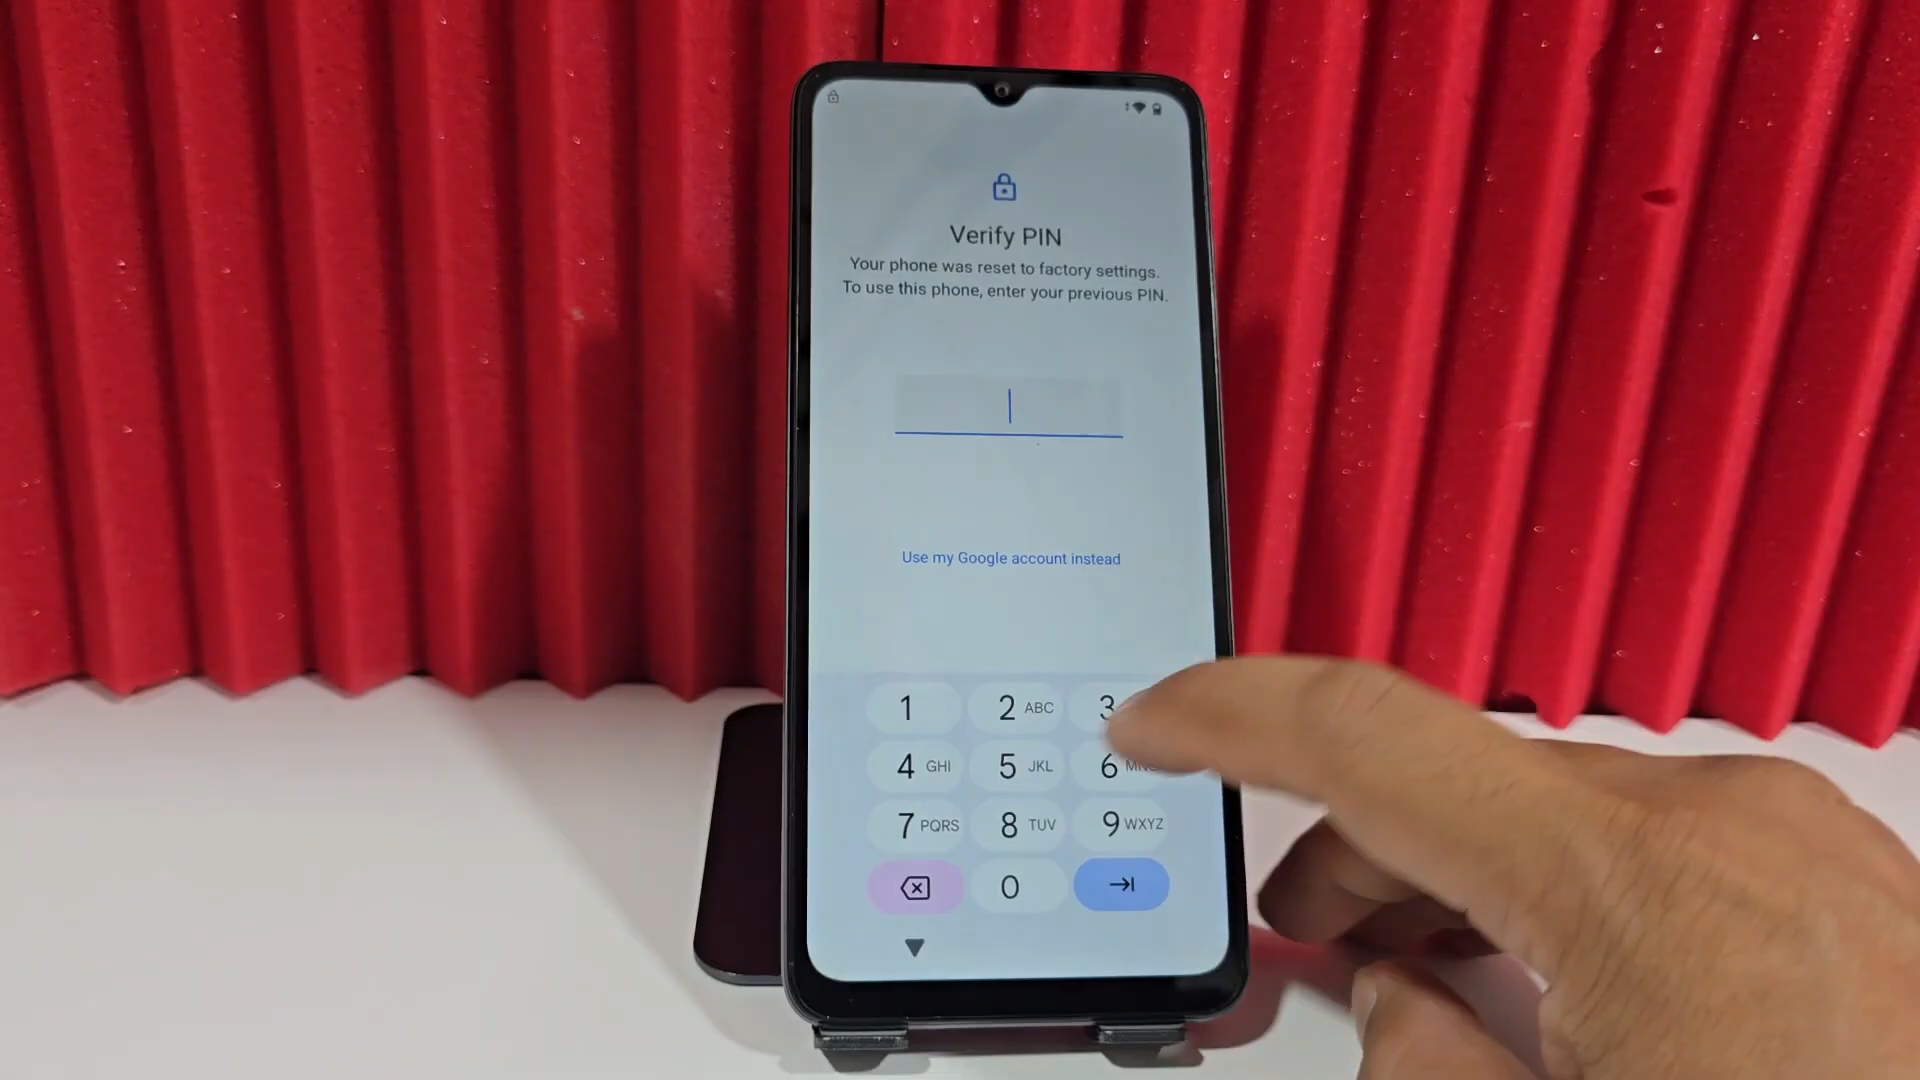 Verify PIN
Your phone was reset to factory settings.
To use this phone, enter your previous PIN.
Use my Google account instead
1 2 ABC 3
4 GHI 5 JKL 6
7 PQRS 8 TUV 9 WXYZ
0